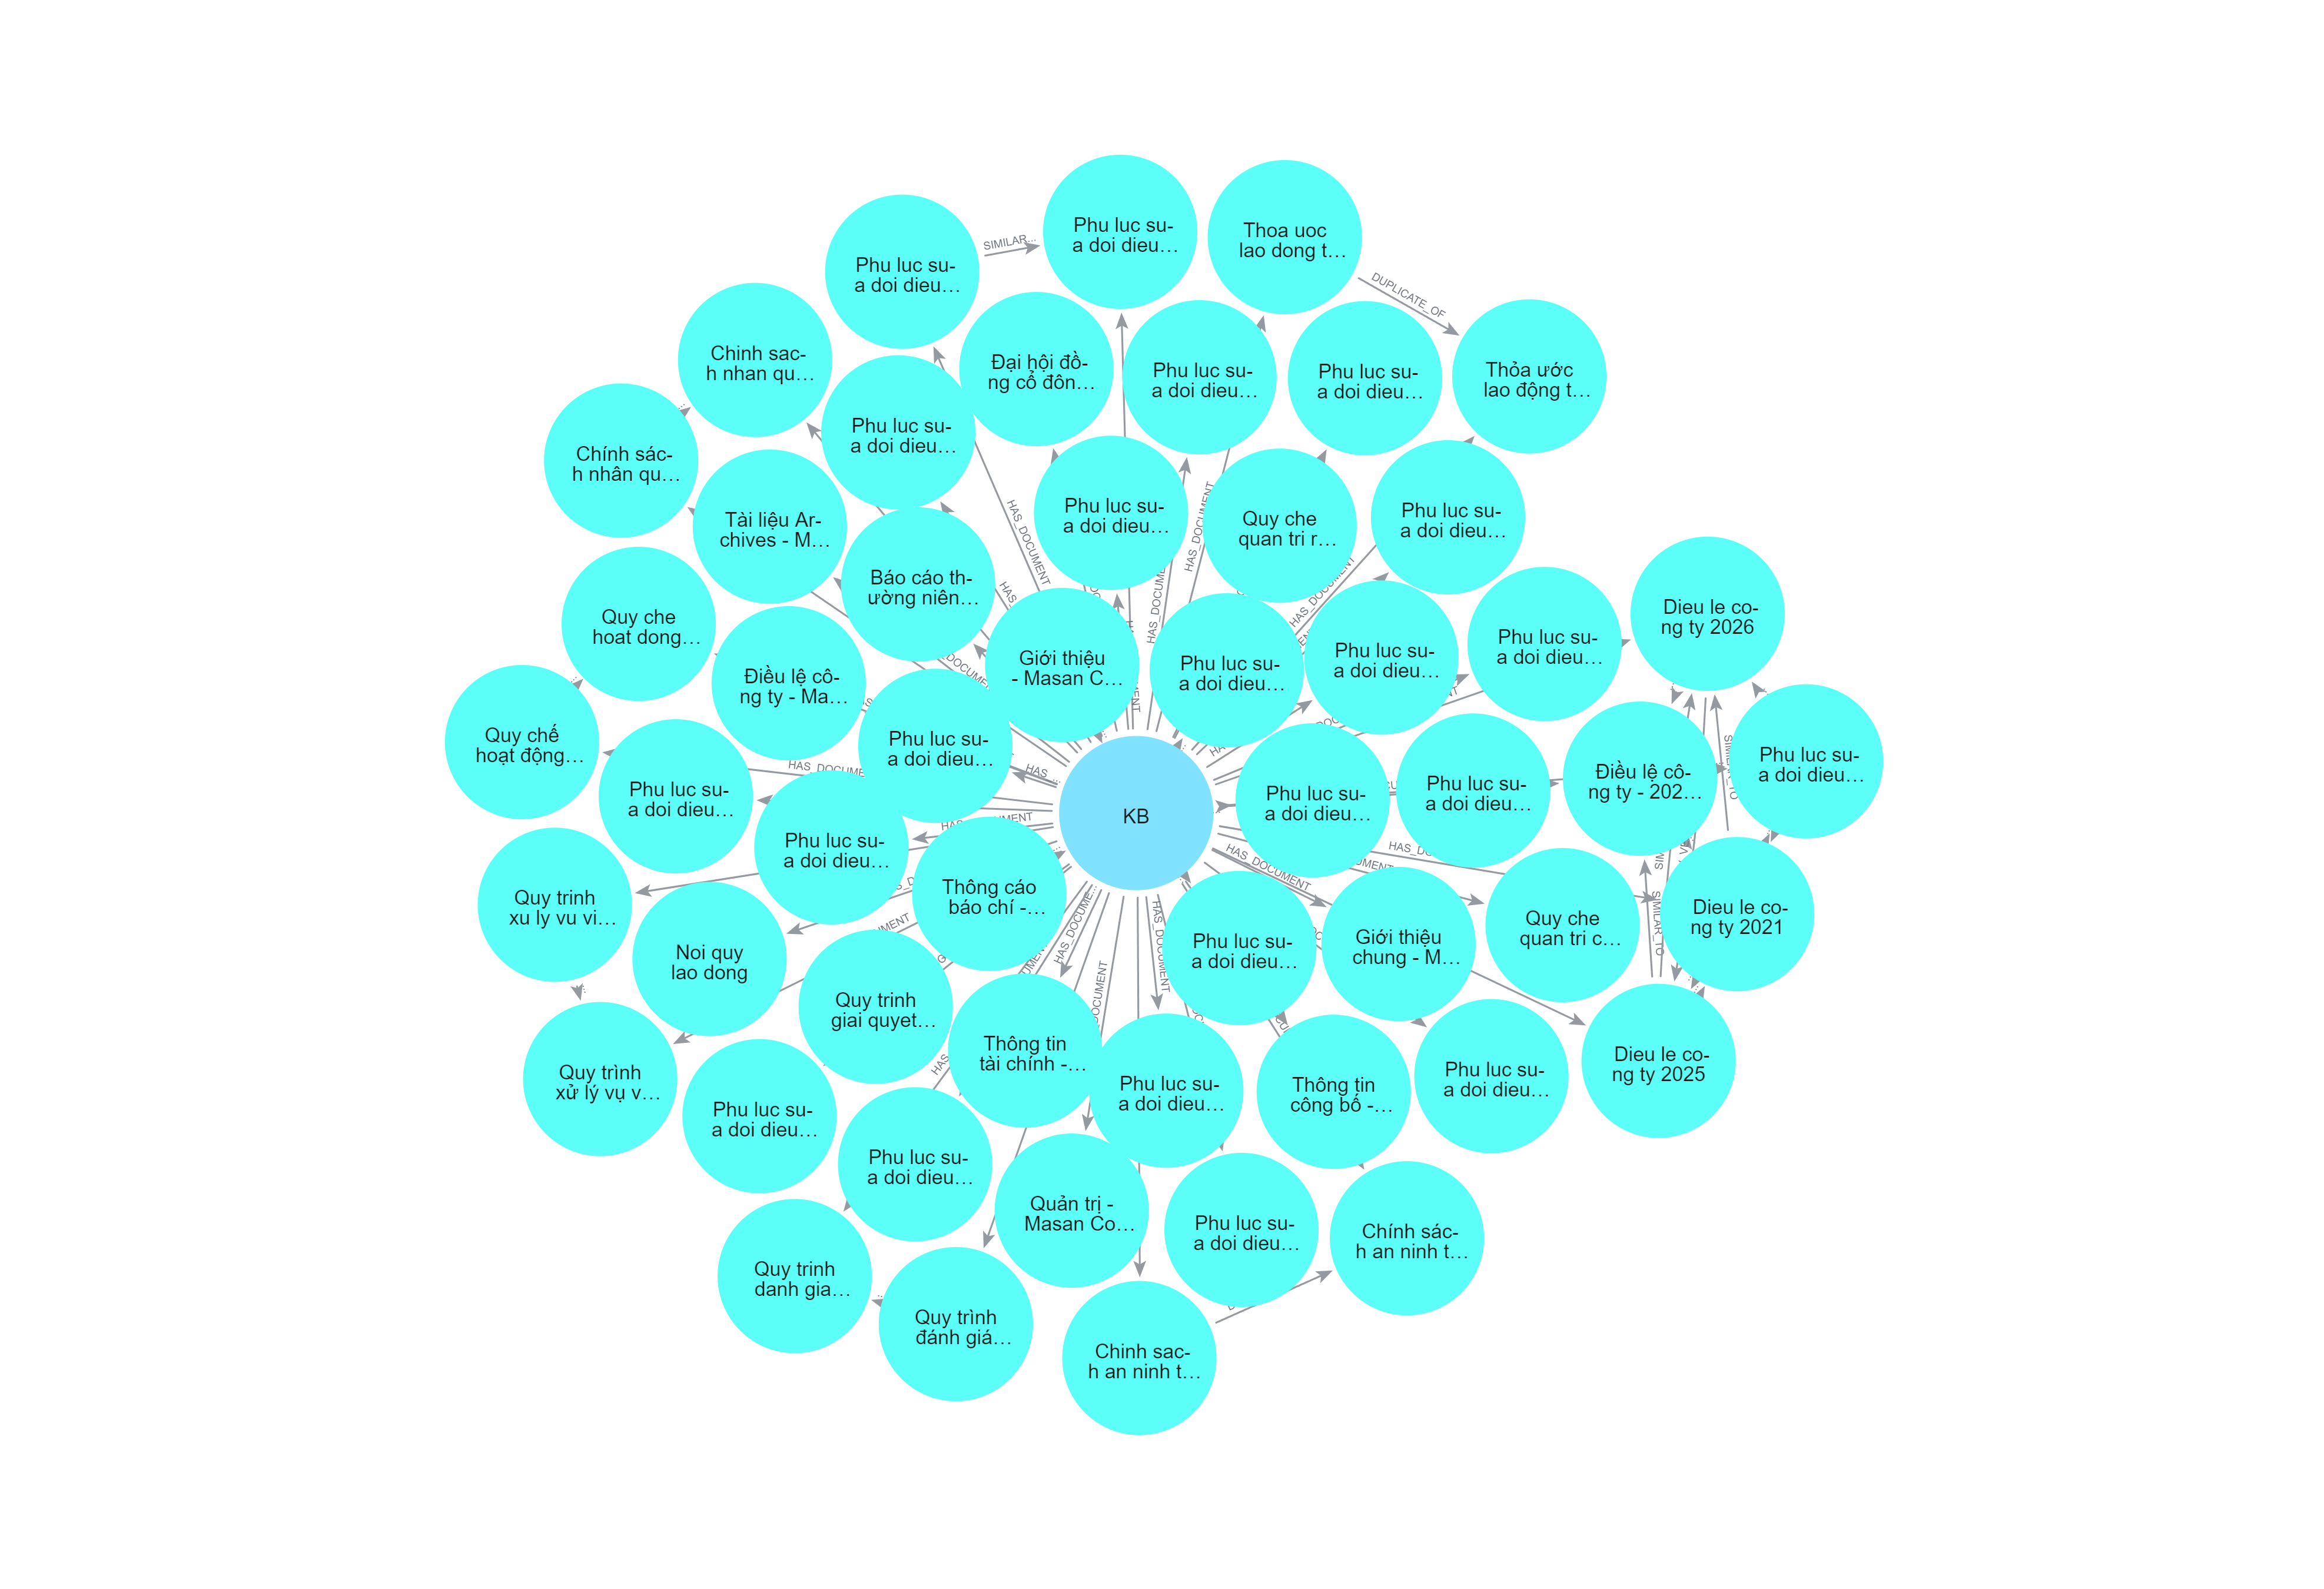 Phu luc su-
a doi dieu...
Thoa uoc
lao dong t...
Phu luc su-
a doi dieu...
SIMILAR...
DUPLICATE_OF
Chinh sac-
h nhan qu...
Đại hội đồ-
ng cổ đôn...
Phu luc su-
a doi dieu...
Phu luc su-
a doi dieu...
Thỏa ước
lao động t...
Chính sác-
h nhân qu...
Phu luc su-
a doi dieu...
Tài liệu Ar-
chives - M...
Phu luc su-
a doi dieu...
Quy che
quan tri r...
Phu luc su-
a doi dieu...
HAS_DOCUMENT
HAS_DOCUMENT
Báo cáo th-
ường niên...
Quy che
hoat dong...
Dieu le co-
ng ty 2026
HAS_DOCUMENT
Điều lệ cô-
ng ty - Ma...
Giới thiệu
- Masan C...
Phu luc su-
a doi dieu...
Phu luc su-
a doi dieu...
Phu luc su-
a doi dieu...
Quy chế
hoạt động...
Phu luc su-
a doi dieu...
Phu luc su-
a doi dieu...
HAS...
KB
Phu luc su-
a doi dieu...
Phu luc su-
a doi dieu...
Điều lệ cô-
ng ty - 202...
Phu luc su-
a doi dieu...
Phu luc su-
a doi dieu...
Quy trinh
xu ly vu vi...
Noi quy
lao dong
Thông cáo
báo chí -...
HAS_DOCUMENT
Phu luc su-
a doi dieu...
Giới thiệu
chung - M...
Quy che
quan tri c...
Dieu le co-
ng ty 2021
SIMILAR_TO
HAS_DOCUME...
HAS_DOCUMENT
Quy trình
xử lý vụ v...
Quy trinh
giai quyet...
Thông tin
tài chính -...
Phu luc su-
a doi dieu...
Thông tin
công bố -...
Phu luc su-
a doi dieu...
Dieu le co-
ng ty 2025
Phu luc su-
a doi dieu...
Phu luc su-
a doi dieu...
Quản trị -
Masan Co...
Phu luc su-
a doi dieu...
Chính sác-
h an ninh t...
Quy trinh
danh gia...
Quy trình
đánh giá...
Chinh sac-
h an ninh t...